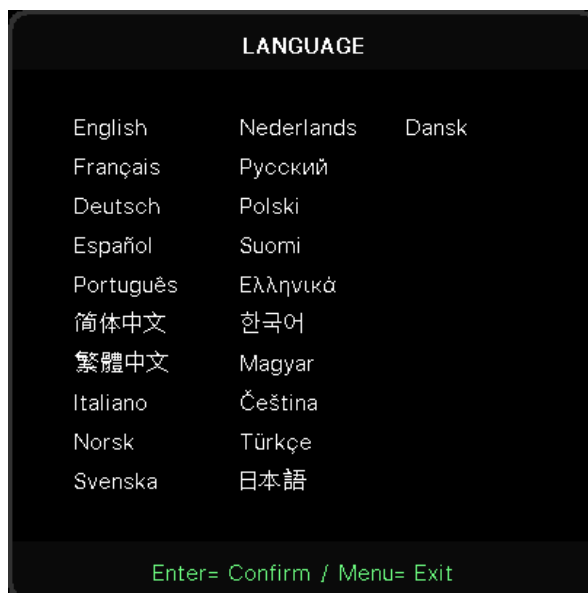 LANGUAGE
English Nederlands Dansk
Français Русский
Deutsch Polski
Español Suomi
Português Ελληνικά
简体中文 한국어
繁體中文 Magyar
Italiano Čeština
Norsk Türkçe
Svenska 日本語
Enter= Confirm / Menu= Exit